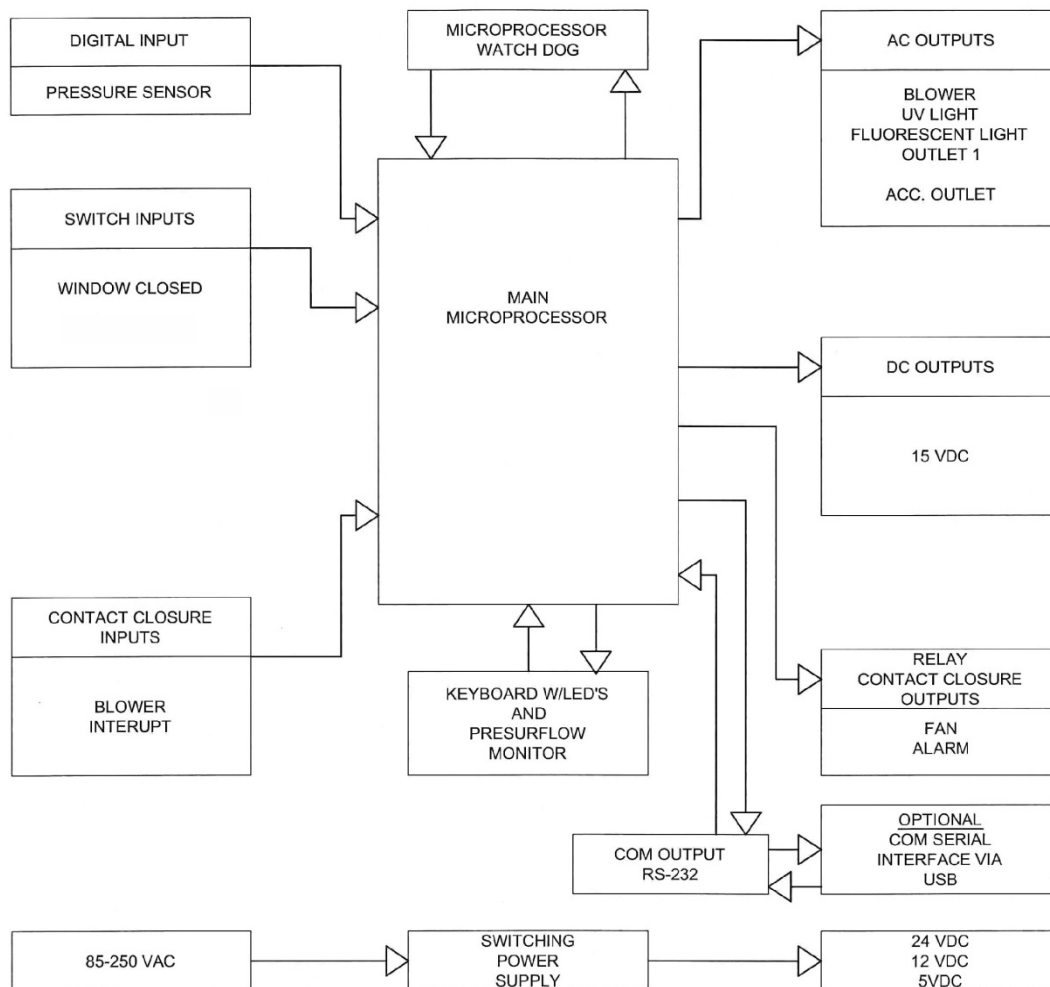 DIGITAL INPUT
PRESSURE SENSOR
MICROPROCESSOR
WATCH DOG
AC OUTPUTS
BLOWER
UV LIGHT
FLUORESCENT LIGHT
OUTLET 1
ACC. OUTLET
SWITCH INPUTS
WINDOW CLOSED
MAIN
MICROPROCESSOR
DC OUTPUTS
15 VDC
CONTACT CLOSURE
INPUTS
BLOWER
INTERUPT
KEYBOARD W/LED'S
AND
PRESURFLOW
MONITOR
RELAY
CONTACT CLOSURE
OUTPUTS
FAN
ALARM
COM OUTPUT
RS-232
OPTIONAL
COM SERIAL
INTERFACE VIA
USB
85-250 VAC
SWITCHING
POWER
SUPPLY
24 VDC
12 VDC
5VDC